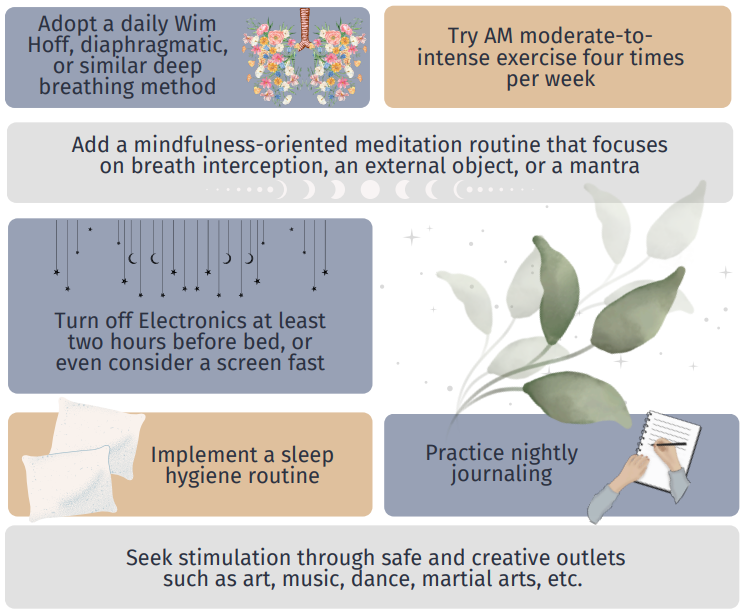 Adopt a daily Wim
Hoff, diaphragmatic,
or similar deep
breathing method
Try AM moderate-to-
intense exercise four times
per week
Add a mindfulness-oriented meditation routine that focuses
on breath interception, an external object, or a mantra
Turn off Electronics at least
two hours before bed, or
even consider a screen fast
Implement a sleep
hygiene routine
Practice nightly
journaling
Seek stimulation through safe and creative outlets
such as art, music, dance, martial arts, etc.